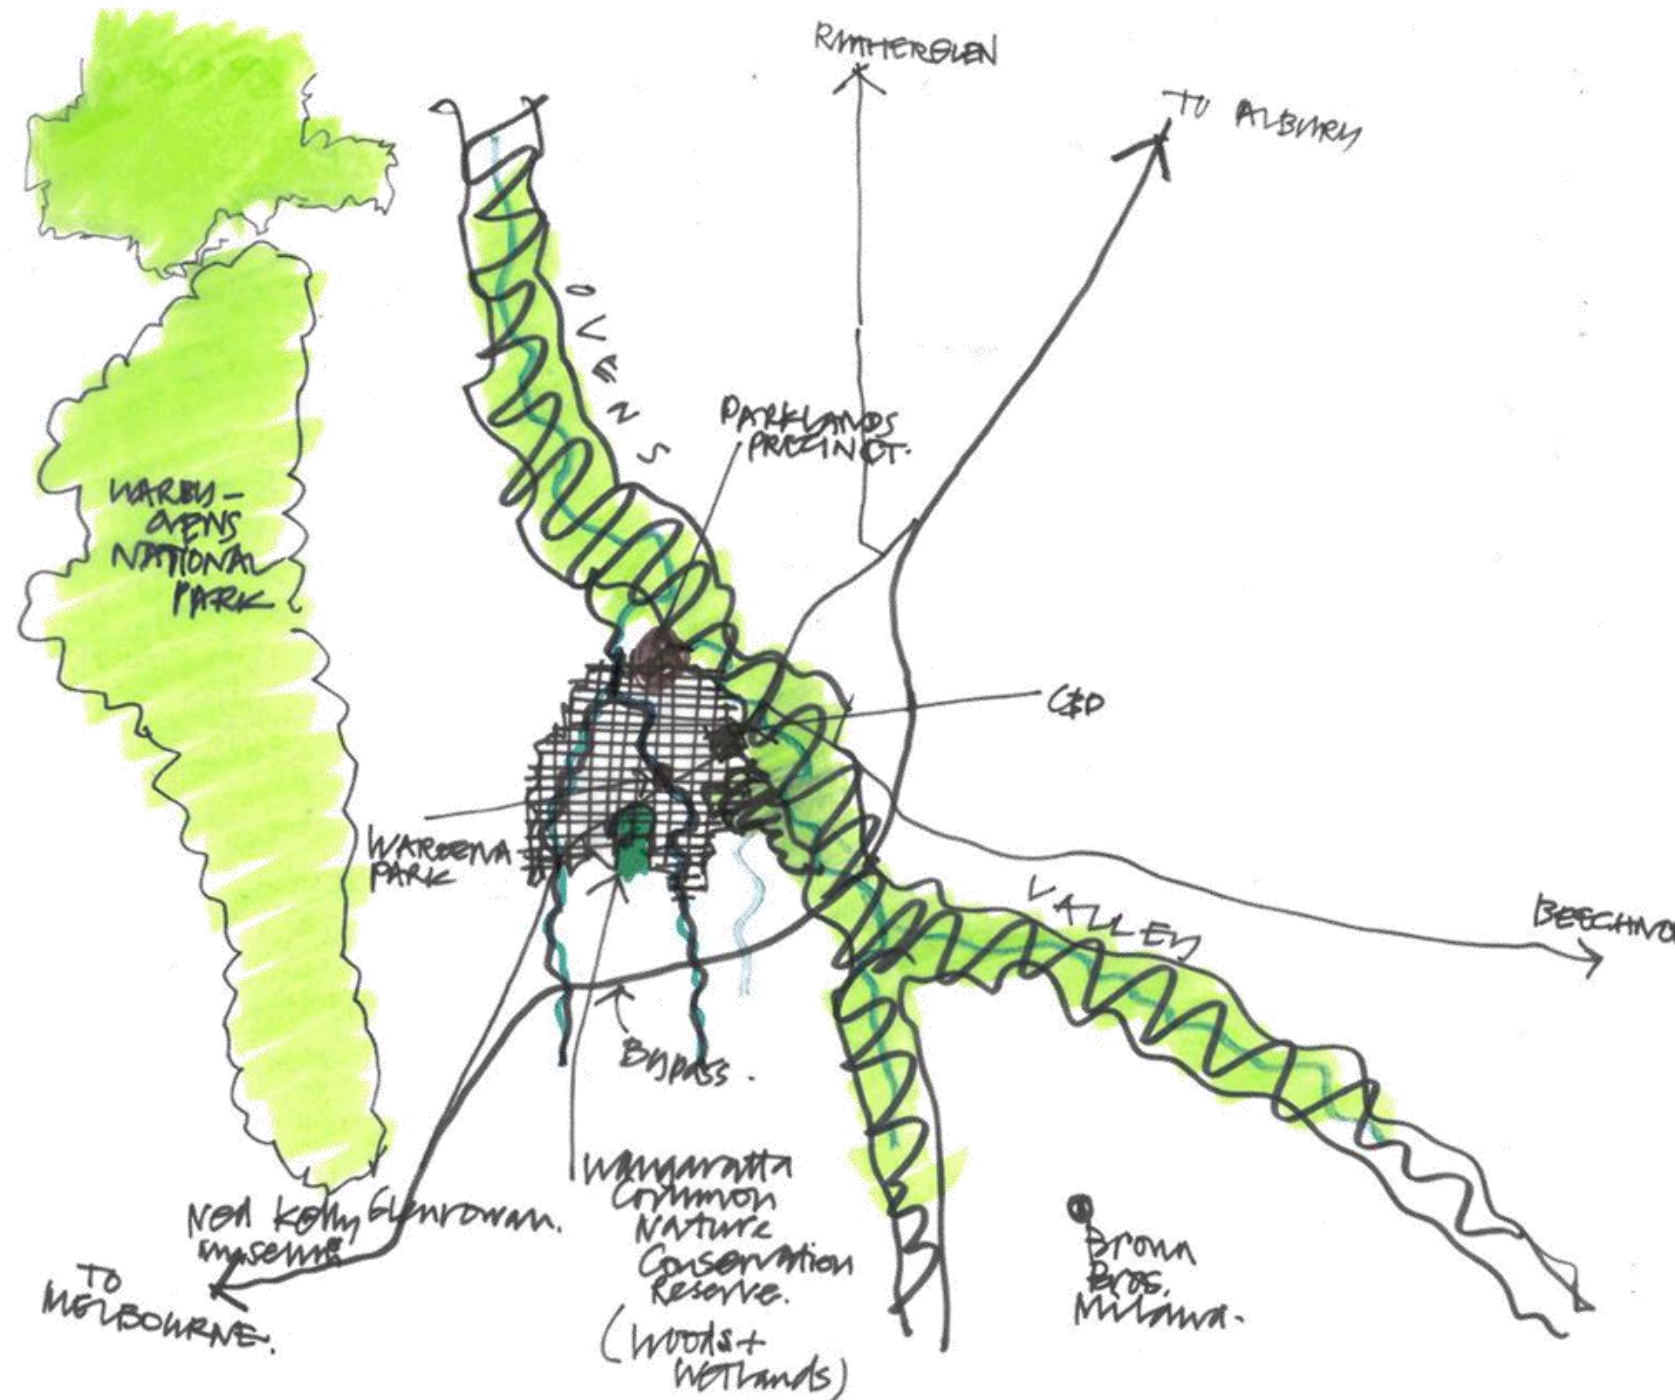 RUTHERGLEN
TO ALBURY
OVENS
PARKLANDS
PRECINCT.
WARBY-
OVENS
NATIONAL
PARK
CBD
WAREENA
PARK
VALLEY
BEECHWO
Bypass.
Wangaratta
Common
Nature
Conservation
Reserve.
(Woods +
Wetlands)
Ned Kelly Glenrowan.
museum
TO
MELBOURNE.
Brown
Bros.
Milawa.